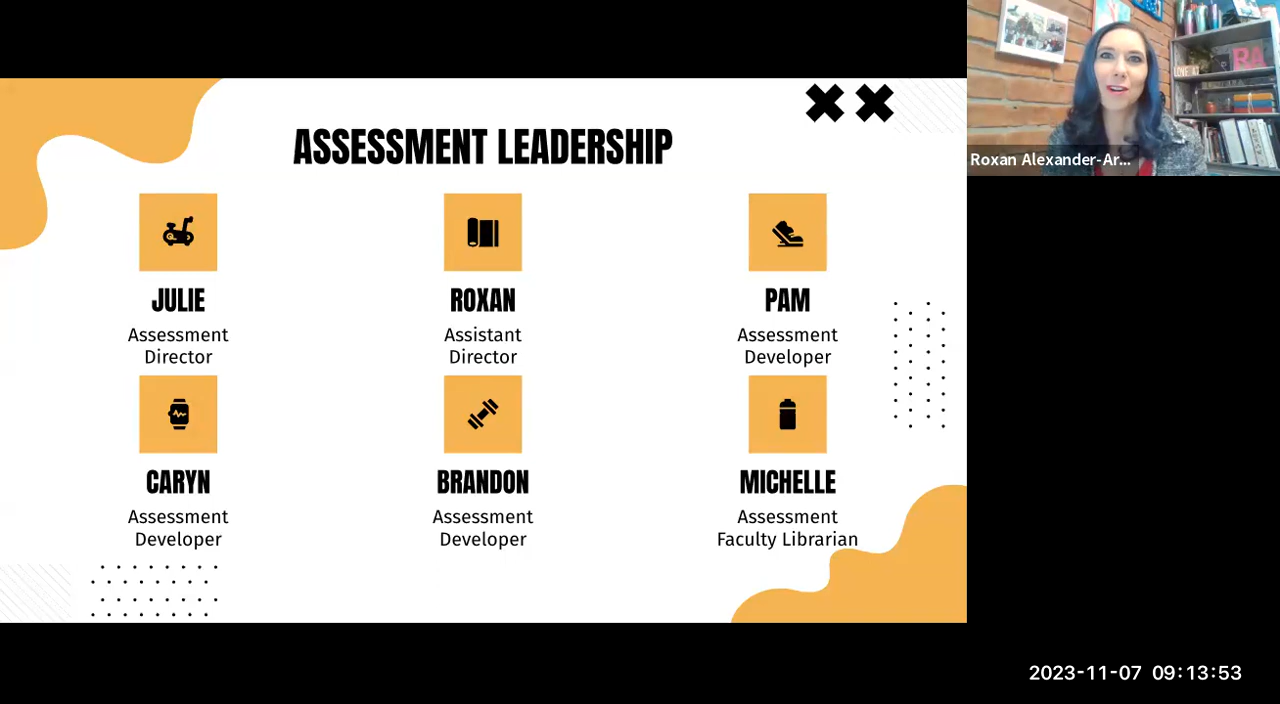 ASSESSMENT LEADERSHIP
JULIE
Assessment
Director
ROXAN
Assistant
Director
PAM
Assessment
Developer
CARYN
Assessment
Developer
BRANDON
Assessment
Developer
MICHELLE
Assessment
Faculty Librarian
RA
Roxan Alexander-Ar...
2023-11-07 09:13:53